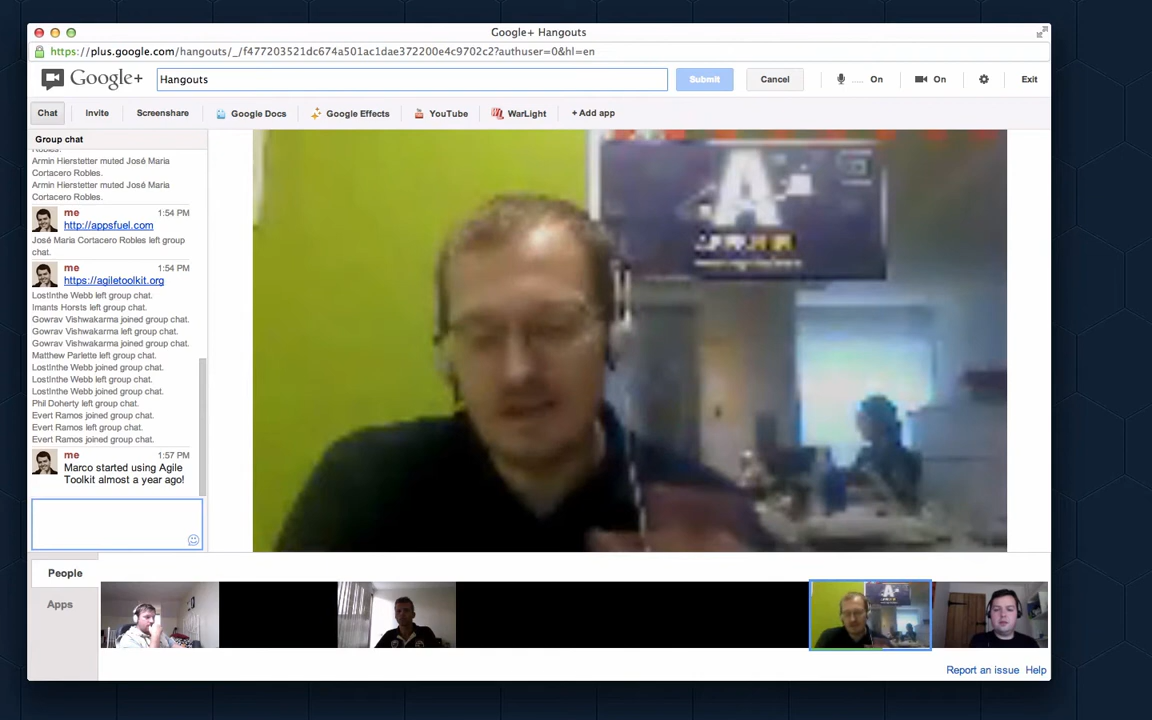 Google+ Hangouts
https://plus.google.com/hangouts/_/f477203521dc674a501ac1dae372200e4c9702c2?authuser=0&hl=en
Google+
Hangouts
Submit
Cancel
.... On
On
Exit
Chat
Invite
Screenshare
Google Docs
Google Effects
YouTube
WarLight
+ Add app
Group chat
Robles.
Armin Hierstetter muted José Maria
Cortacero Robles.
Armin Hierstetter muted José Maria
Cortacero Robles.
me 1:54 PM
http://appsfuel.com
José Maria Cortacero Robles left group
chat.
me 1:54 PM
https://agiletoolkit.org
LostInthe Webb left group chat.
Imants Horsts left group chat.
Gowrav Vishwakarma joined group chat.
Gowrav Vishwakarma left group chat.
Gowrav Vishwakarma joined group chat.
Matthew Parlette left group chat.
LostInthe Webb joined group chat.
LostInthe Webb left group chat.
LostInthe Webb joined group chat.
Phil Doherty left group chat.
Evert Ramos joined group chat.
Evert Ramos left group chat.
Evert Ramos joined group chat.
me 1:57 PM
Marco started using Agile
Toolkit almost a year ago!
A
People
Apps
Report an issue
Help